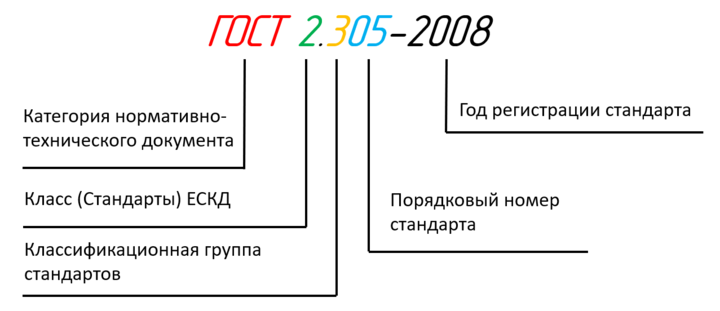 ГОСТ 2.305-2008
Категория нормативно-
технического документа
Класс (Стандарты) ЕСКД
Классификационная группа
стандартов
Год регистрации стандарта
Порядковый номер
стандарта